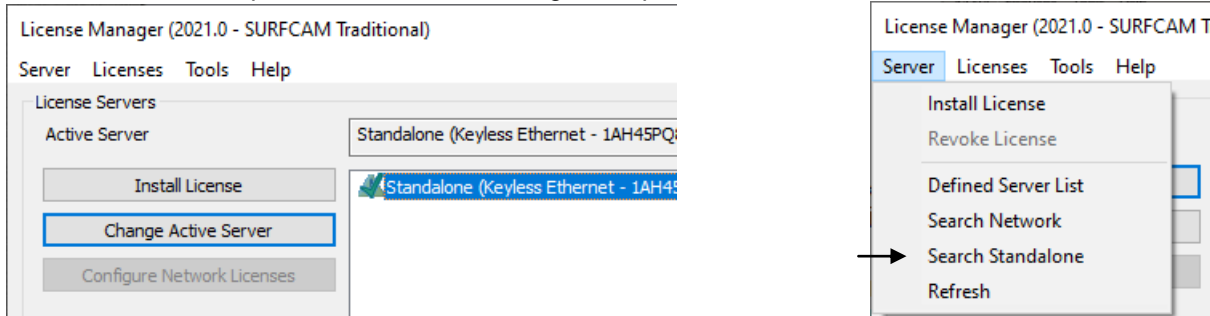 License Manager (2021.0 - SURFCAM Traditional)
Server Licenses Tools Help
License Servers
Active Server
Standalone (Keyless Ethernet - 1AH45PQ
Install License
Standalone (Keyless Ethernet - 1AH45
Change Active Server
Configure Network Licenses
License Manager (2021.0 - SURFCAM T
Server Licenses Tools Help
Install License
Revoke License
Defined Server List
Search Network
Search Standalone
Refresh